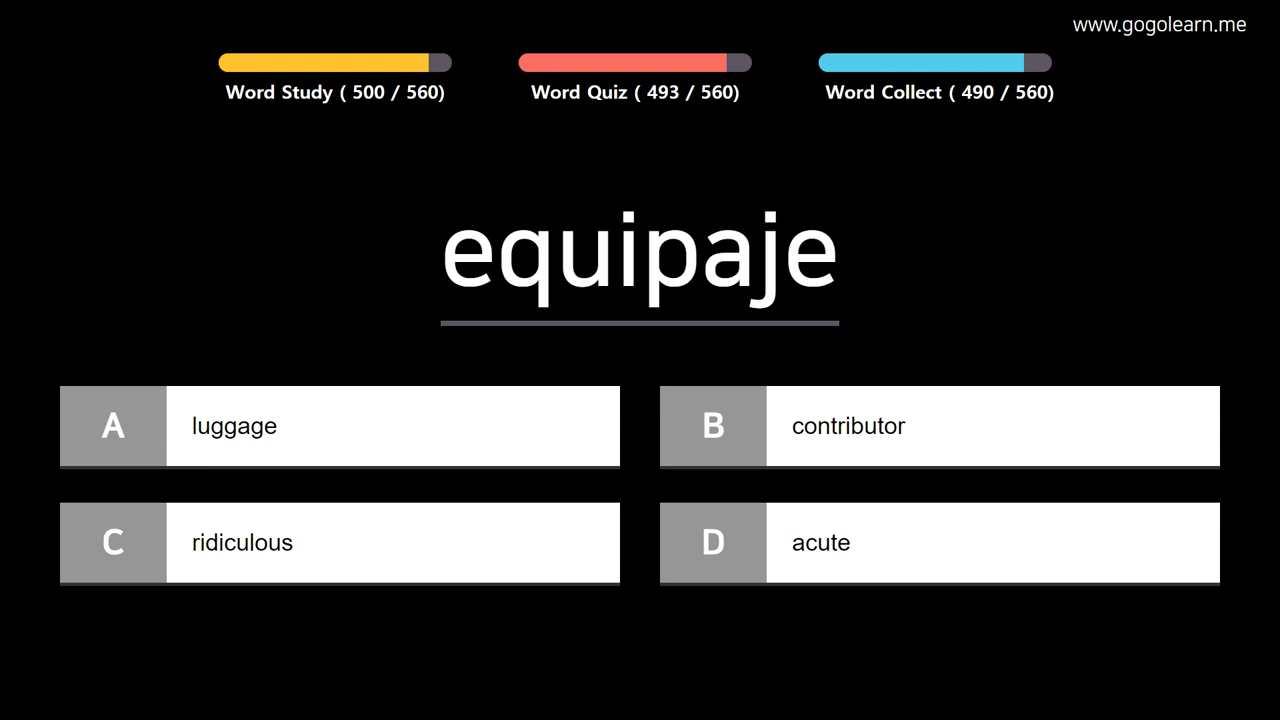 www.gogolearn.me
Word Study ( 500 / 560)
Word Quiz ( 493 / 560)
Word Collect ( 490 / 560)
equipaje
A luggage
B contributor
C ridiculous
D acute